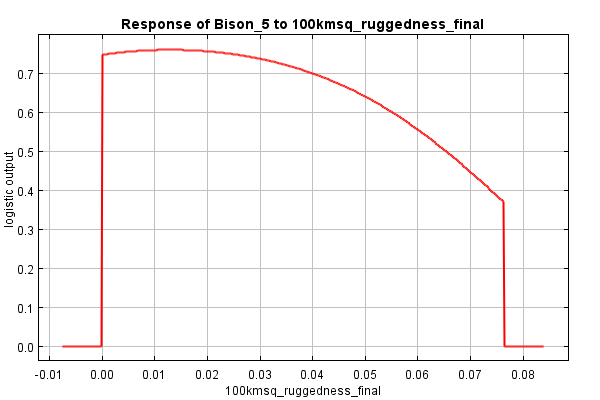 Response of Bison_5 to 100kmsq_ruggedness_final
logistic output
0.7
0.6
0.5
0.4
0.3
0.2
0.1
0.0
-0.01 0.00 0.01 0.02 0.03 0.04 0.05 0.06 0.07 0.08
100kmsq_ruggedness_final